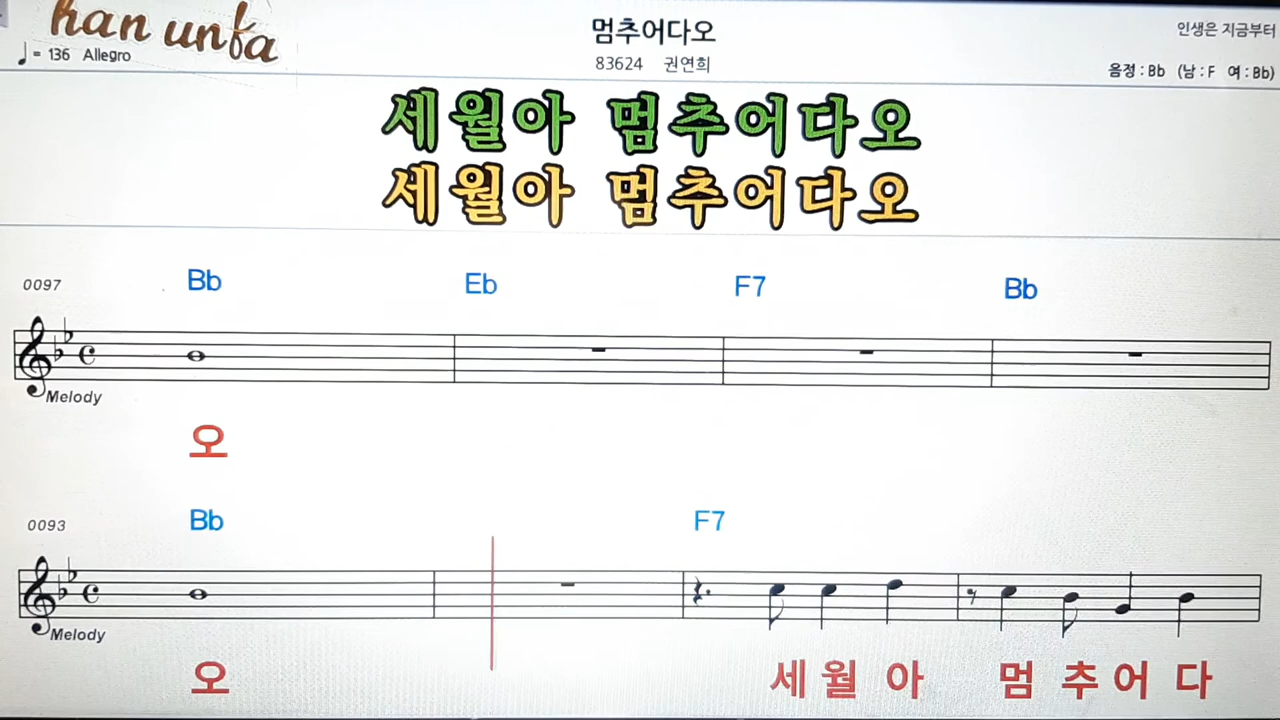 han unfa
♩= 136 Allegro
멈추어다오
83624 권연희
인생은 지금부터
음정 : Bb (남 : F 여 : Bb)
세월아 멈추어다오
세월아 멈추어다오
0097
Bb Eb F7 Bb
Melody
오
0093
Bb F7
Melody
오 세 월 아 멈 추 어 다